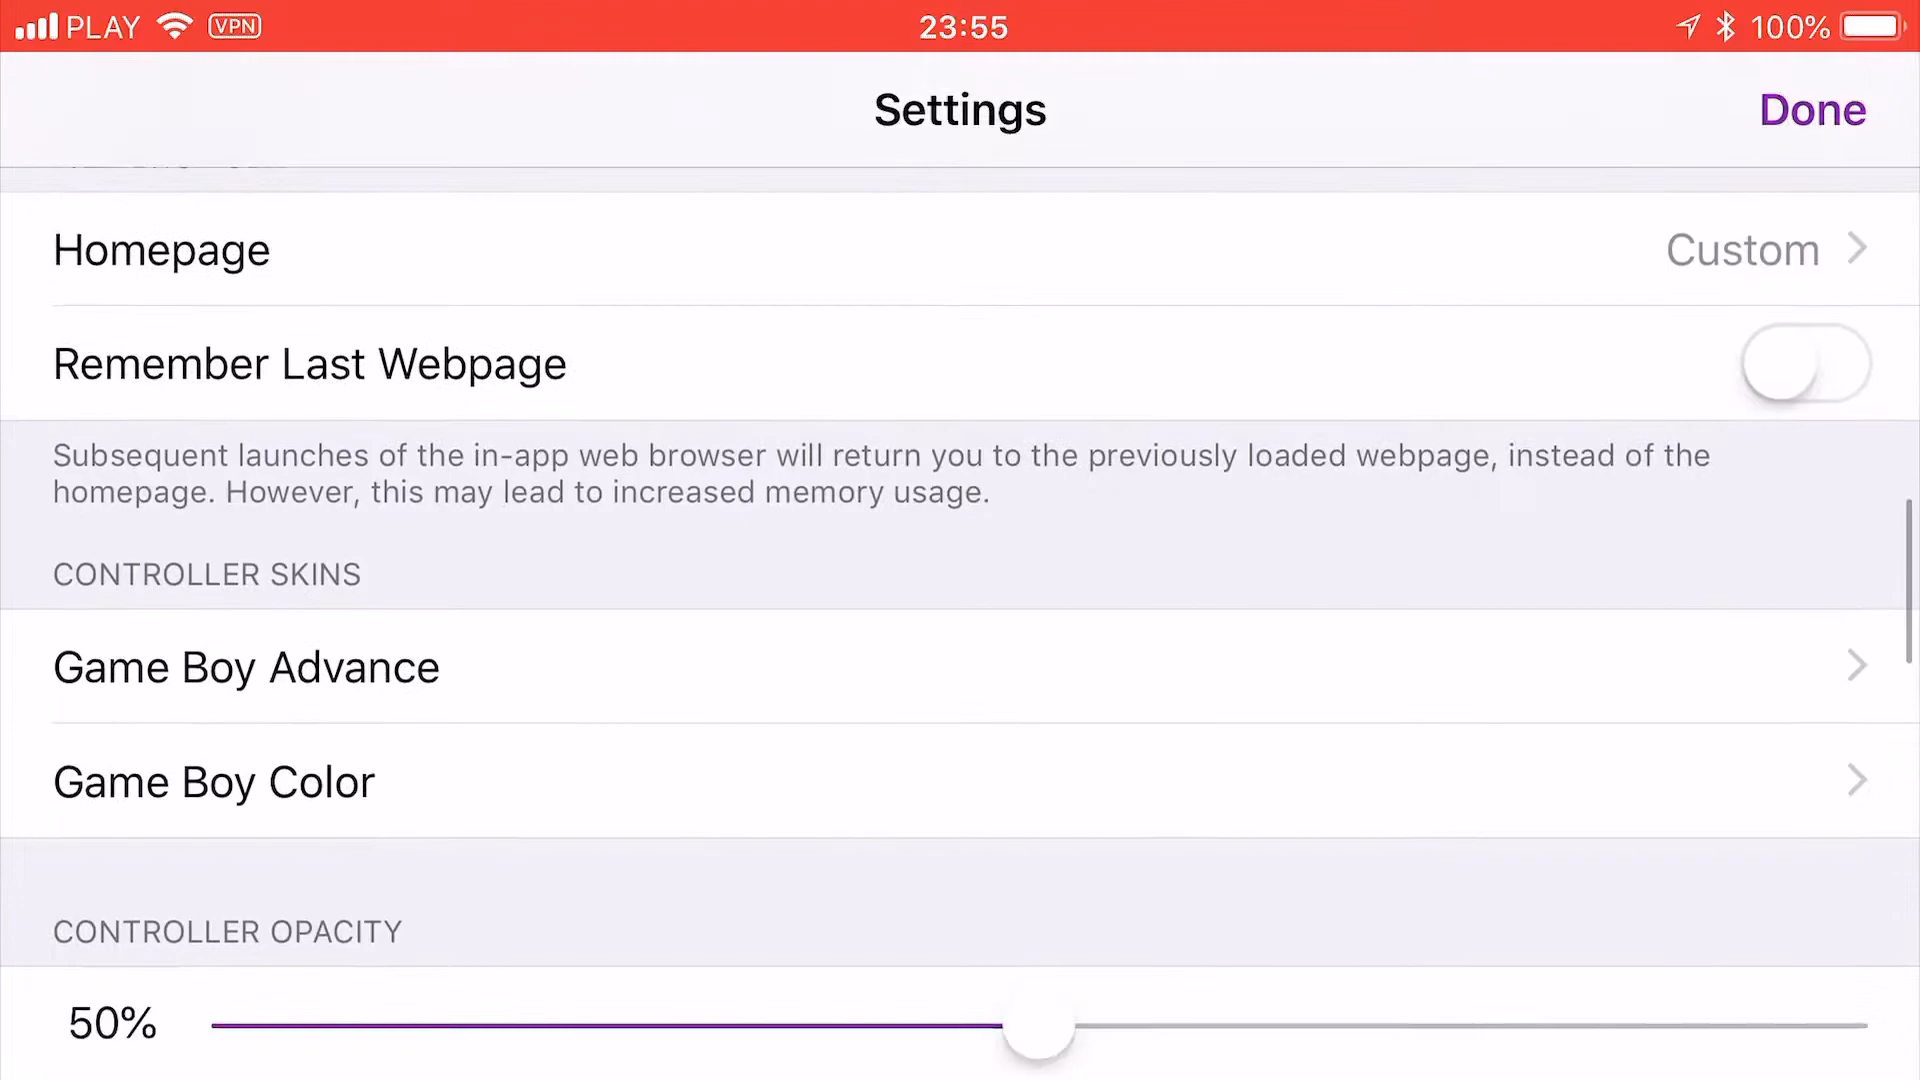 PLAY VPN 23:55 100%
Settings Done
Homepage Custom
Remember Last Webpage
Subsequent launches of the in-app web browser will return you to the previously loaded webpage, instead of the
homepage. However, this may lead to increased memory usage.
CONTROLLER SKINS
Game Boy Advance
Game Boy Color
CONTROLLER OPACITY
50%